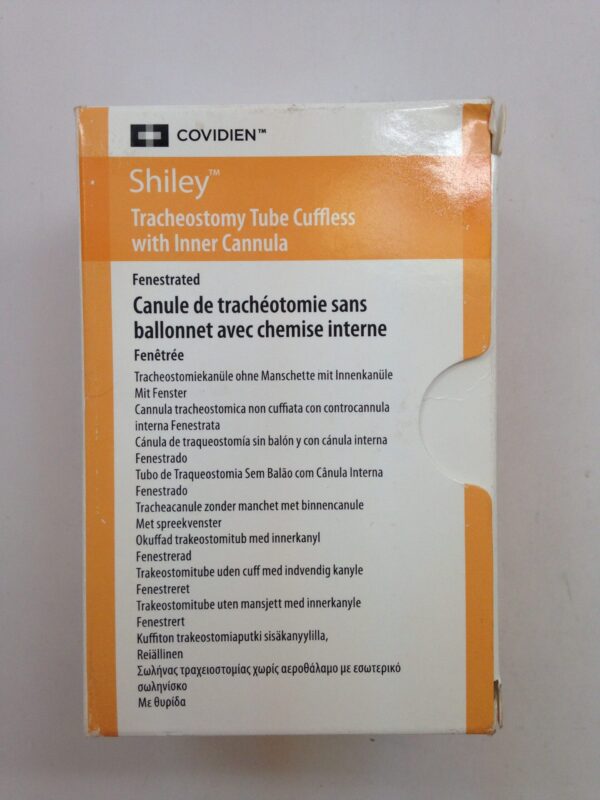 COVIDIEN™
Shiley™
Tracheostomy Tube Cuffless
with Inner Cannula
Fenestrated
Canule de trachéotomie sans
ballonnet avec chemise interne
Fenêtrée
Tracheostomiekanüle ohne Manschette mit Innenkanüle
Mit Fenster
Cannula tracheostomica non cuffiata con controcannula
interna Fenestrata
Cánula de traqueostomía sin balón y con cánula interna
Fenestrado
Tubo de Traqueostomia Sem Balão com Cânula Interna
Fenestrado
Tracheacanule zonder manchet met binnencanule
Met spreekvenster
Okuffad trakeostomitub med innerkanyl
Fenestrerad
Trakeostomitube uden cuff med indvendig kanyle
Fenestreret
Trakeostomitube uten mansjett med innerkanyle
Fenestrert
Kuffiton trakeostomiaputki sisäkanyylilla,
Reiällinen
Σωλήνας τραχειοστομίας χωρίς αεροθάλαμο με εσωτερικό
σωληνίσκο
Με θυρίδα